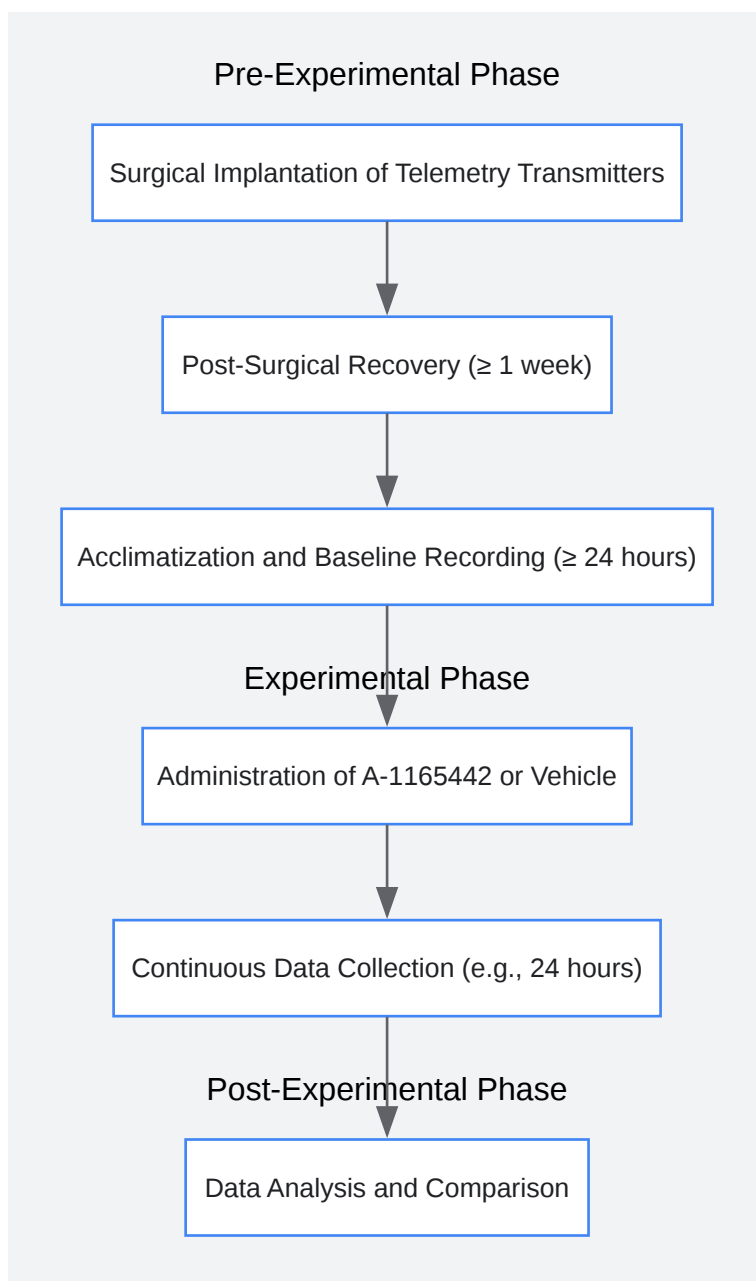 Pre-Experimental Phase
Surgical Implantation of Telemetry Transmitters
Post-Surgical Recovery (≥ 1 week)
Acclimatization and Baseline Recording (≥ 24 hours)
Experimental Phase
Administration of A-1165442 or Vehicle
Continuous Data Collection (e.g., 24 hours)
Post-Experimental Phase
Data Analysis and Comparison